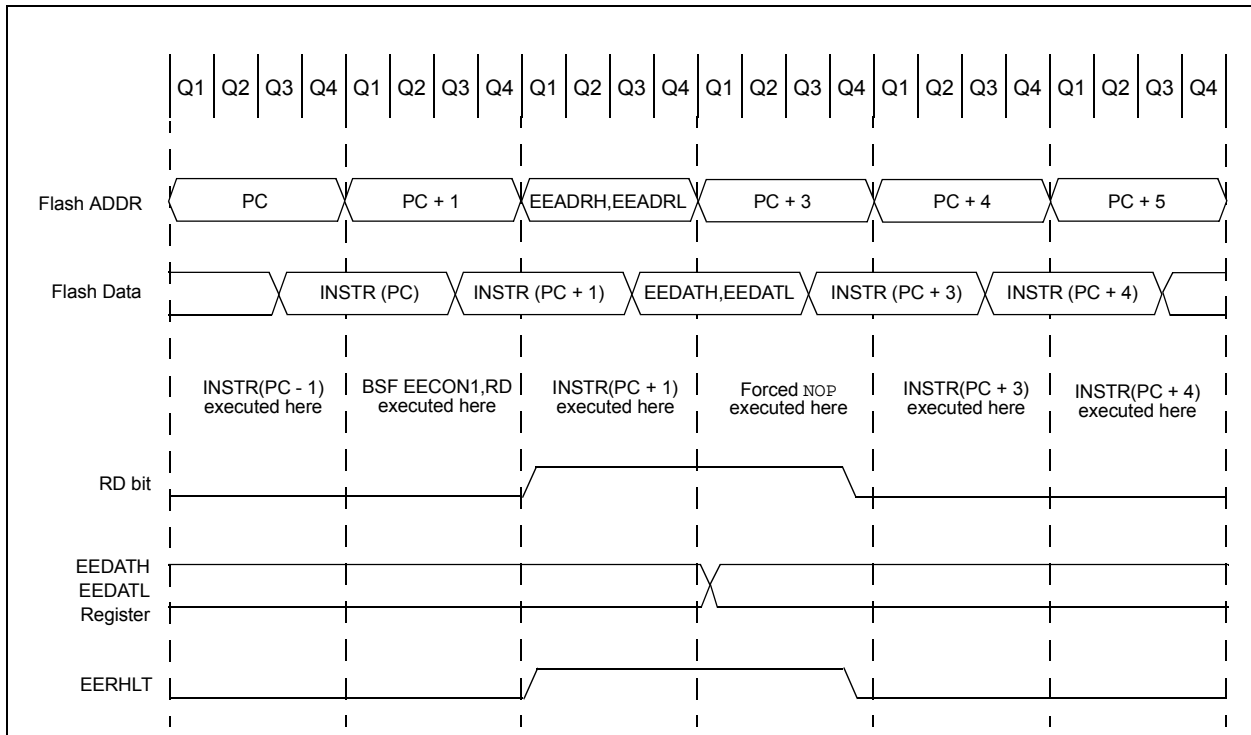 Q1 Q2 Q3 Q4 Q1 Q2 Q3 Q4 Q1 Q2 Q3 Q4 Q1 Q2 Q3 Q4 Q1 Q2 Q3 Q4 Q1 Q2 Q3 Q4
Flash ADDR PC PC + 1 EEADRH,EEADRL PC + 3 PC + 4 PC + 5
Flash Data INSTR (PC) INSTR (PC + 1) EEDATH,EEDATL INSTR (PC + 3) INSTR (PC + 4)
INSTR(PC - 1)
executed here
BSF EECON1,RD
executed here
INSTR(PC + 1)
executed here
Forced NOP
executed here
INSTR(PC + 3)
executed here
INSTR(PC + 4)
executed here
RD bit
EEDATH
EEDATL
Register
EERHLT